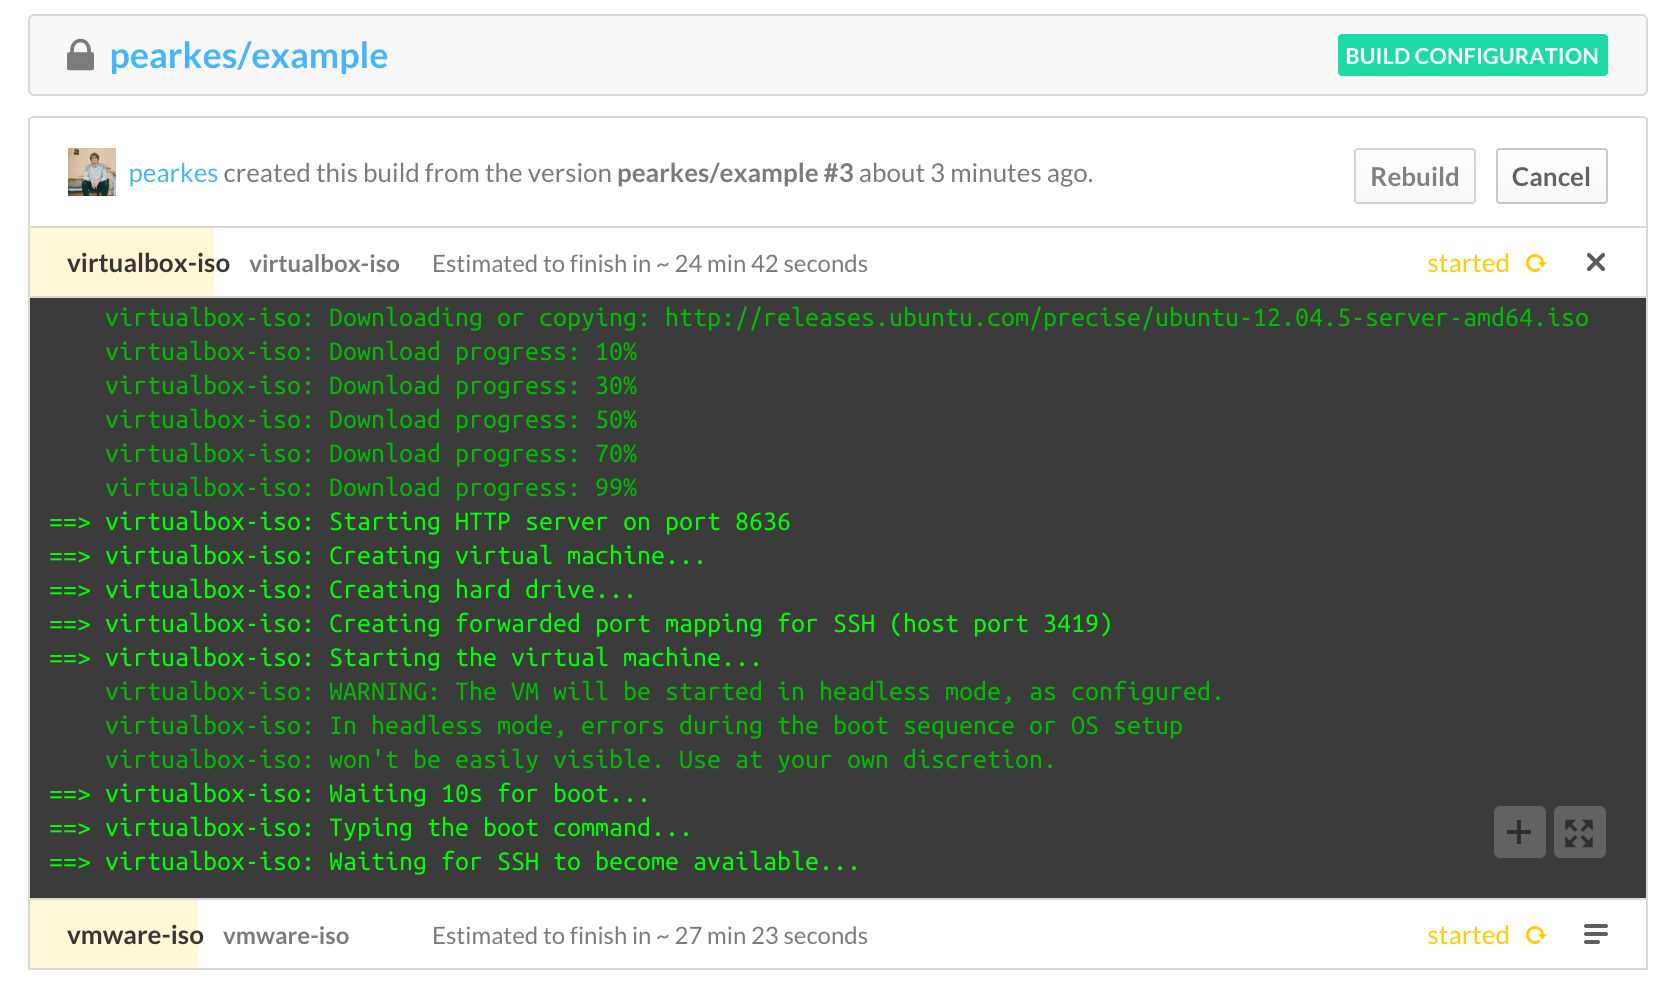 pearkes/example
BUILD CONFIGURATION
pearkes created this build from the version pearkes/example #3 about 3 minutes ago.
Rebuild
Cancel
virtualbox-iso virtualbox-iso Estimated to finish in ~ 24 min 42 seconds started
virtualbox-iso: Downloading or copying: http://releases.ubuntu.com/precise/ubuntu-12.04.5-server-amd64.iso
virtualbox-iso: Download progress: 10%
virtualbox-iso: Download progress: 30%
virtualbox-iso: Download progress: 50%
virtualbox-iso: Download progress: 70%
virtualbox-iso: Download progress: 99%
==> virtualbox-iso: Starting HTTP server on port 8636
==> virtualbox-iso: Creating virtual machine...
==> virtualbox-iso: Creating hard drive...
==> virtualbox-iso: Creating forwarded port mapping for SSH (host port 3419)
==> virtualbox-iso: Starting the virtual machine...
virtualbox-iso: WARNING: The VM will be started in headless mode, as configured.
virtualbox-iso: In headless mode, errors during the boot sequence or OS setup
virtualbox-iso: won't be easily visible. Use at your own discretion.
==> virtualbox-iso: Waiting 10s for boot...
==> virtualbox-iso: Typing the boot command...
==> virtualbox-iso: Waiting for SSH to become available...
vmware-iso vmware-iso Estimated to finish in ~ 27 min 23 seconds started